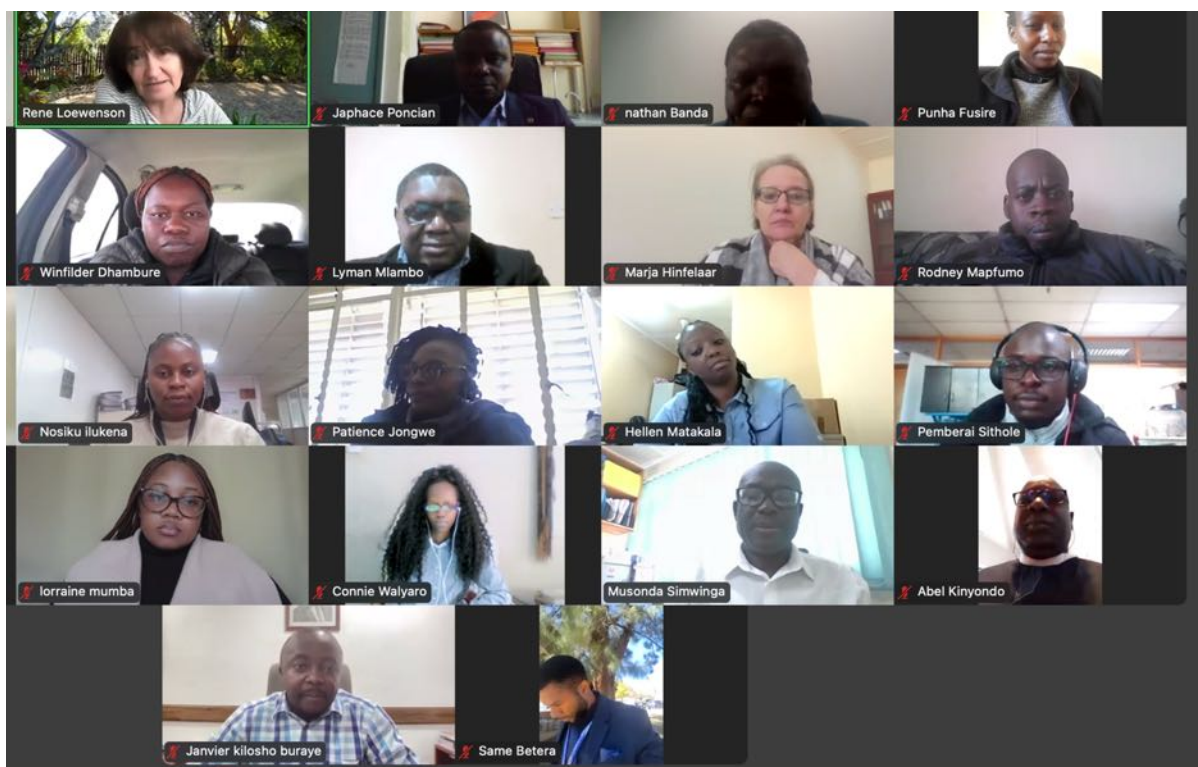 Rene Loewenson
Japhace Poncian
nathan Banda
Punha Fusire
Winfilder Dhambure
Lyman Mlambo
Marja Hinfelaar
Rodney Mapfumo
Nosiku ilukena
Patience Jongwe
Hellen Matakala
Pemberai Sithole
lorraine mumba
Connie Walyaro
Musonda Simwinga
Abel Kinyondo
Janvier kilosho buraye
Same Betera